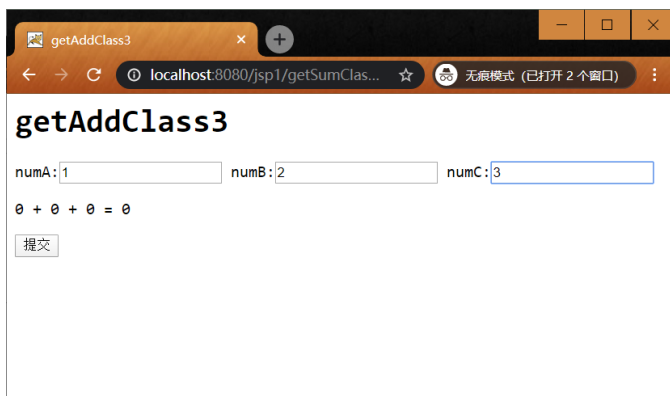 getAddClass3
localhost:8080/jsp1/getSumClas... 无痕模式（已打开 2 个窗口）
getAddClass3
numA: 1 numB: 2 numC: 3
0 + 0 + 0 = 0
提交